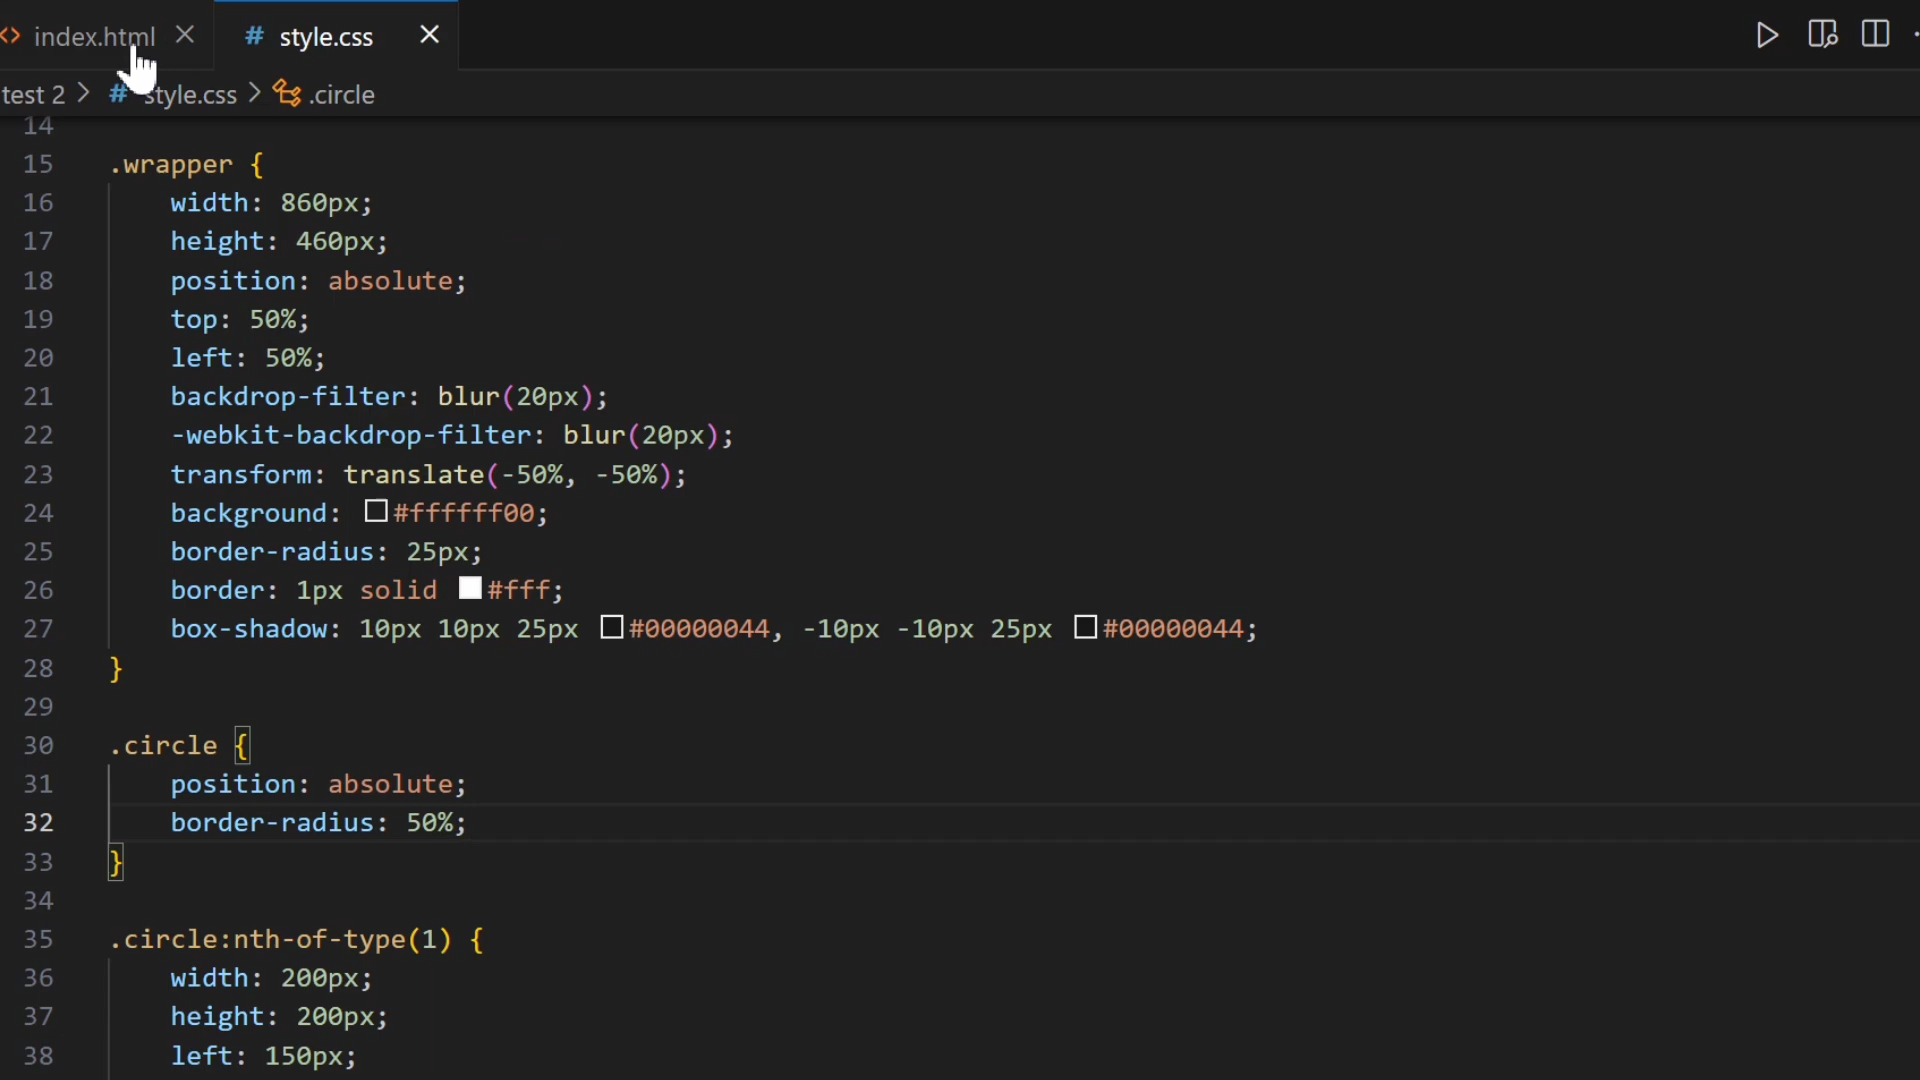 <> index.html × # style.css ×
test 2 > # style.css > .circle
14
15 .wrapper {
16     width: 860px;
17     height: 460px;
18     position: absolute;
19     top: 50%;
20     left: 50%;
21     backdrop-filter: blur(20px);
22     -webkit-backdrop-filter: blur(20px);
23     transform: translate(-50%, -50%);
24     background: #ffffff00;
25     border-radius: 25px;
26     border: 1px solid #fff;
27     box-shadow: 10px 10px 25px #00000044, -10px -10px 25px #00000044;
28 }
29
30 .circle {
31     position: absolute;
32     border-radius: 50%;
33 }
34
35 .circle:nth-of-type(1) {
36     width: 200px;
37     height: 200px;
38     left: 150px;